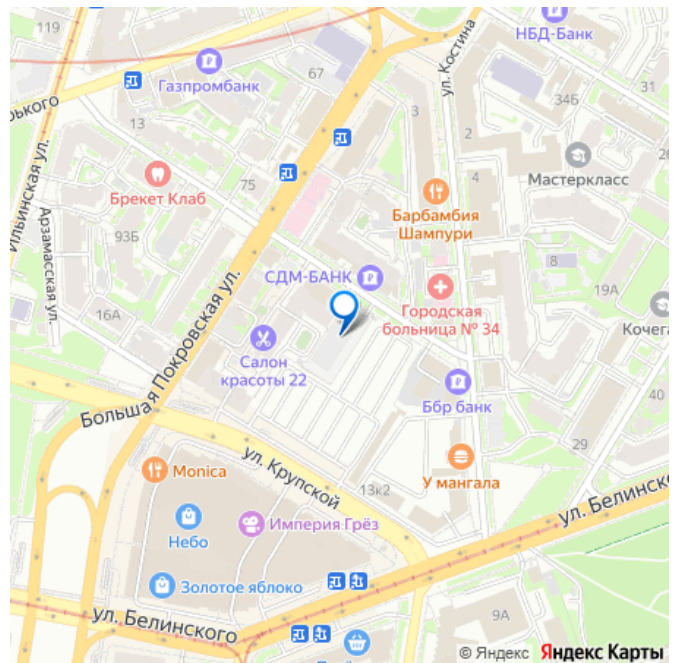 119
НБД-Банк
ул. Костина
67
Газпромбанк
31
34Б
рького
3
13
2
Ильинская ул.
Мастеркласс
4
75
Брекет Клаб
Арзамасская ул.
Барбамбия
Шампури
93Б
8
СДМ-БАНК
19А
Городская
больница № 34
16А
Кочега
Большая Покровская ул.
Салон
красоты 22
Ббр банк
40
29
ул. Крупской
Monica
У мангала
13к2
ул. Белинско
Империя Грёз
Небо
Золотое яблоко
ул. Белинского
9А
© Яндекс Яндекс Карты